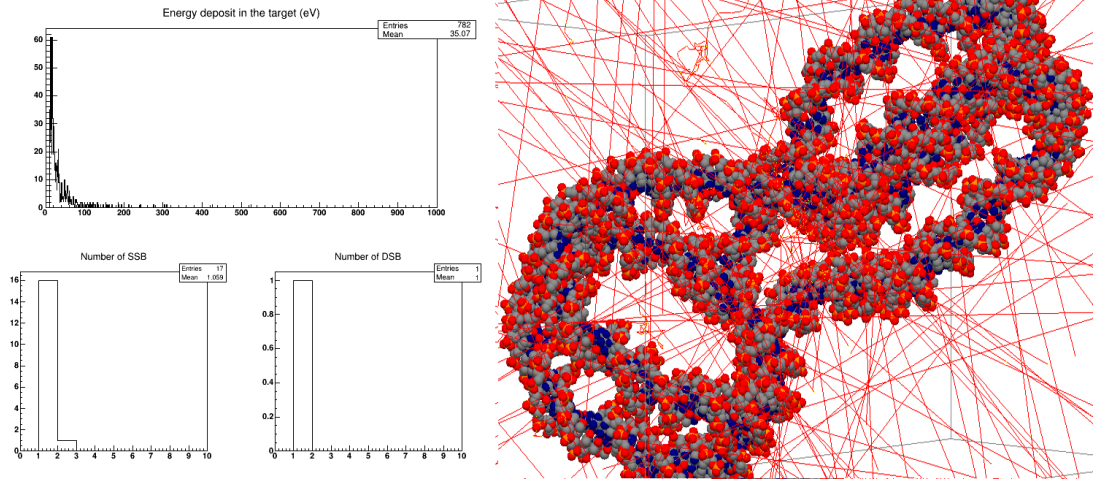 Energy deposit in the target (eV)
Entries 782
Mean 35.07
60
50
40
30
20
10
0
0 100 200 300 400 500 600 700 800 900 1000
Number of SSB
Entries 17
Mean 1.059
16
14
12
10
8
6
4
2
0
0 1 2 3 4 5 6 7 8 9 10
Number of DSB
Entries 1
Mean 1
1
0.8
0.6
0.4
0.2
0
0 1 2 3 4 5 6 7 8 9 10